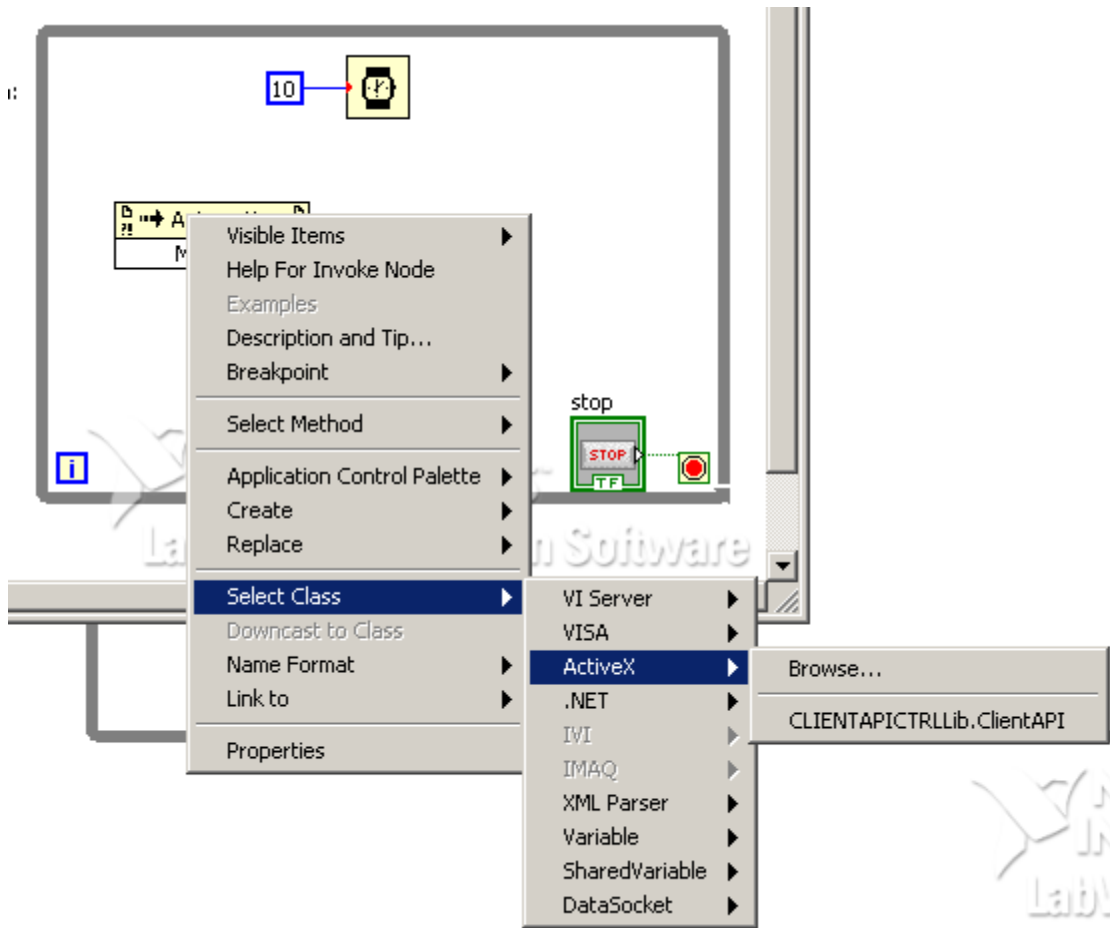 10
Visible Items
Help For Invoke Node
Examples
Description and Tip...
Breakpoint
Select Method
stop
STOP
TF
i
Application Control Palette
Create
Replace
Software
Select Class
Downcast to Class
Name Format
Link to
Properties
VI Server
VISA
ActiveX
.NET
IVI
IMAQ
XML Parser
Variable
SharedVariable
DataSocket
Browse...
CLIENTAPICTRLLib.ClientAPI